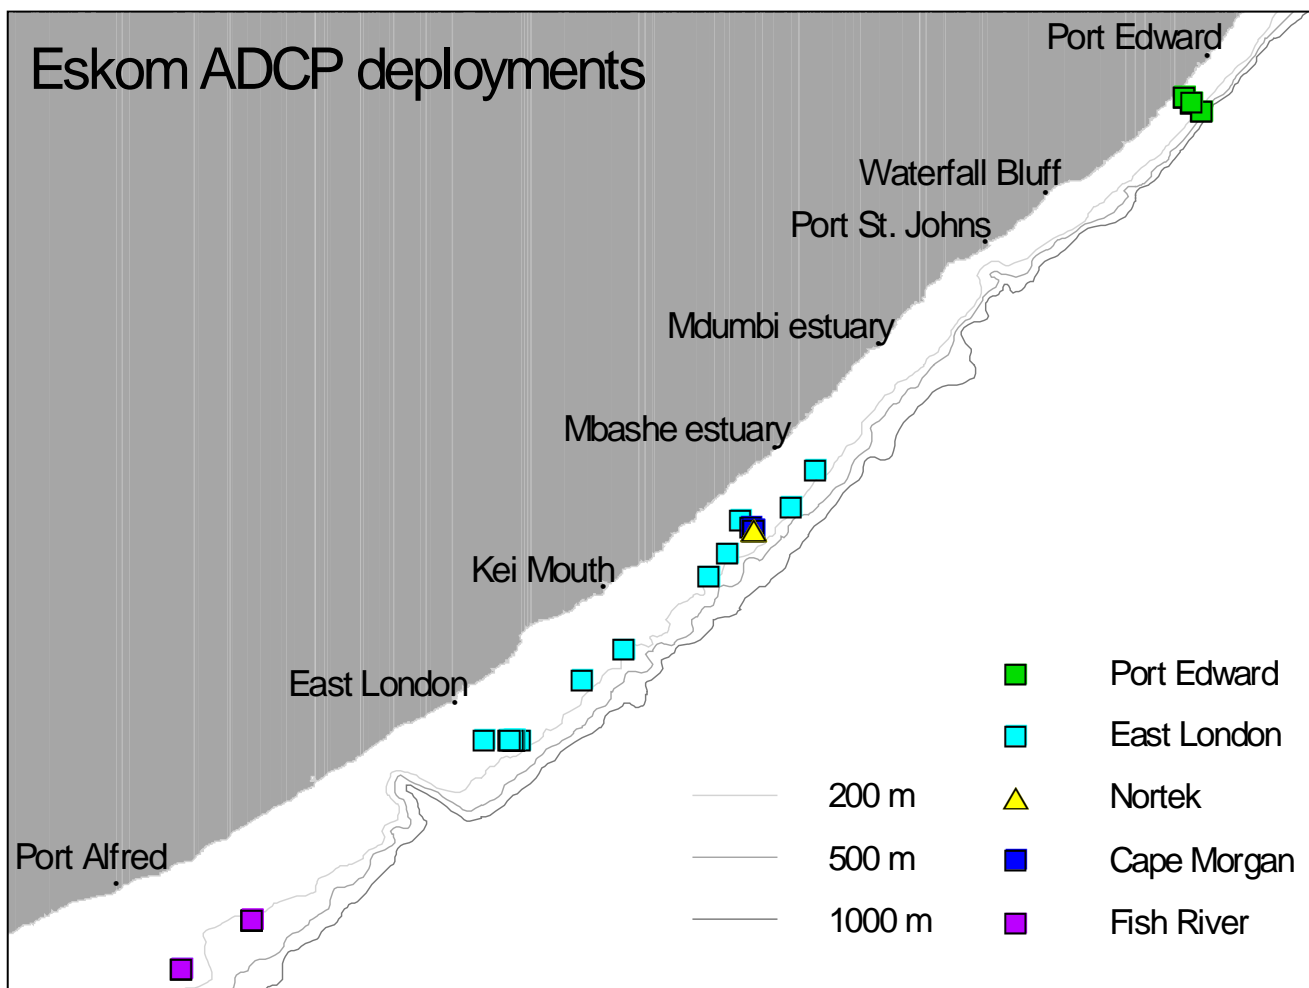 Port Edward
Eskom ADCP deployments
Waterfall Bluff
Port St. Johns
Mdumbi estuary
Mbashe estuary
Kei Mouth
East London
Port Alfred
200 m
500 m
1000 m
Port Edward
East London
Nortek
Cape Morgan
Fish River